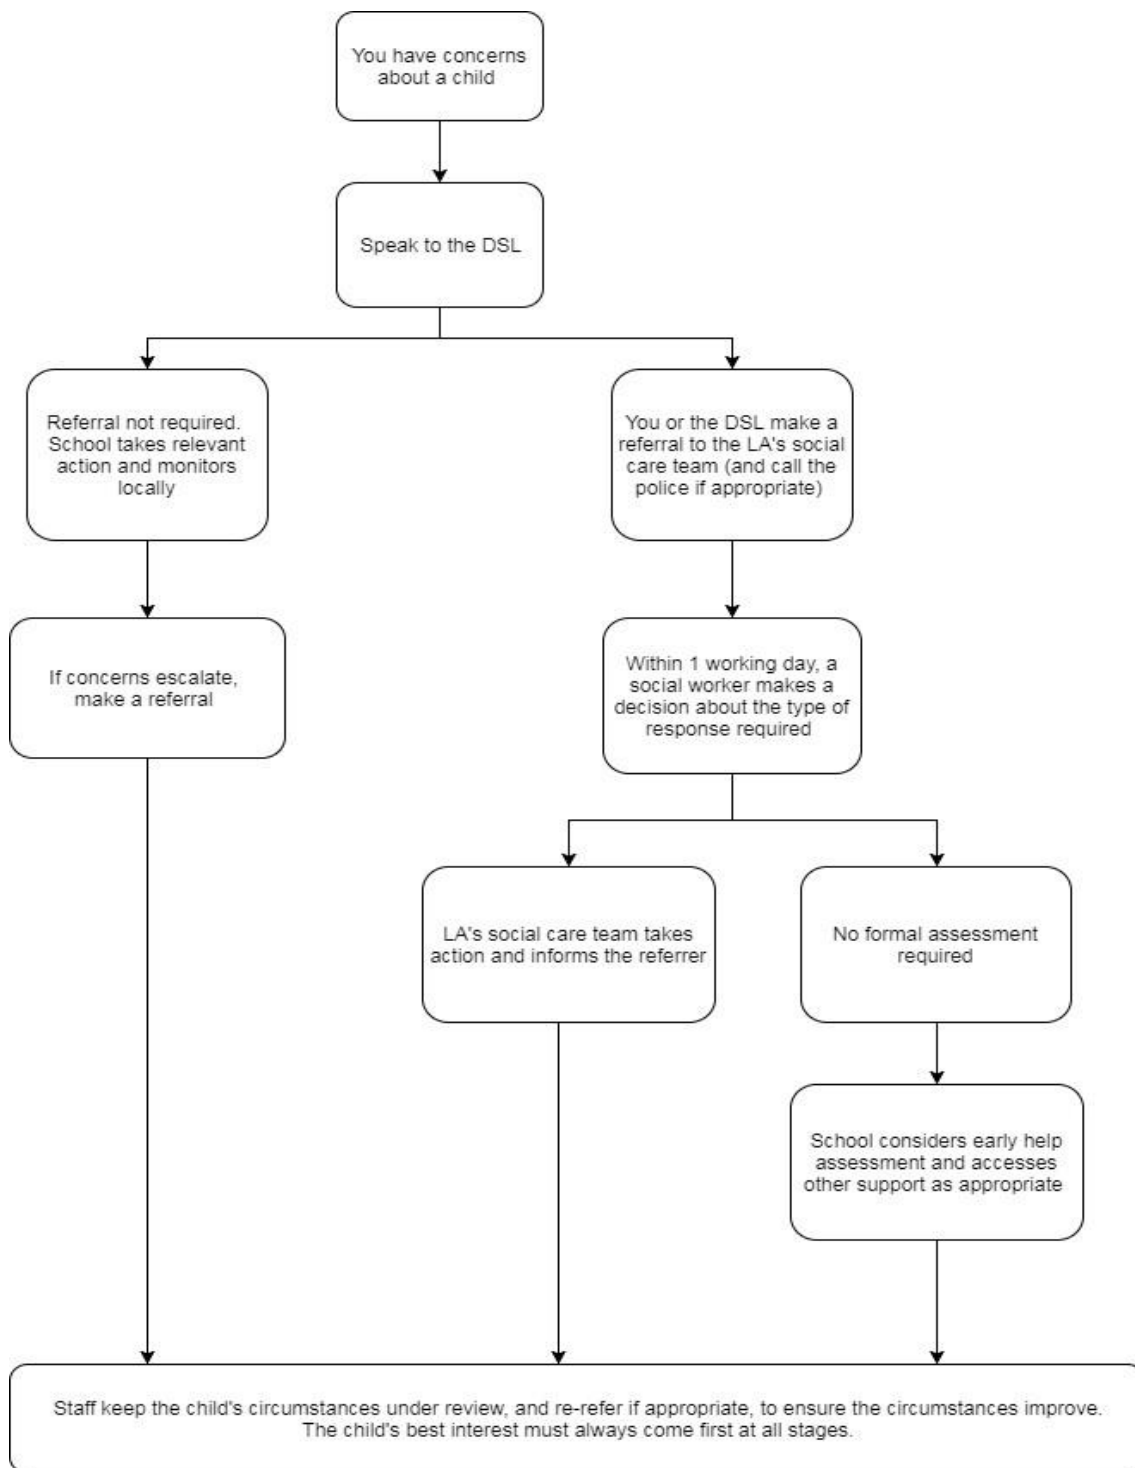 You have concerns
about a child
Speak to the DSL
Referral not required.
School takes relevant
action and monitors
locally
You or the DSL make a
referral to the LA's social
care team (and call the
police if appropriate)
If concerns escalate,
make a referral
Within 1 working day, a
social worker makes a
decision about the type of
response required
LA's social care team takes
action and informs the referrer
No formal assessment
required
School considers early help
assessment and accesses
other support as appropriate
Staff keep the child's circumstances under review, and re-refer if appropriate, to ensure the circumstances improve.
The child's best interest must always come first at all stages.